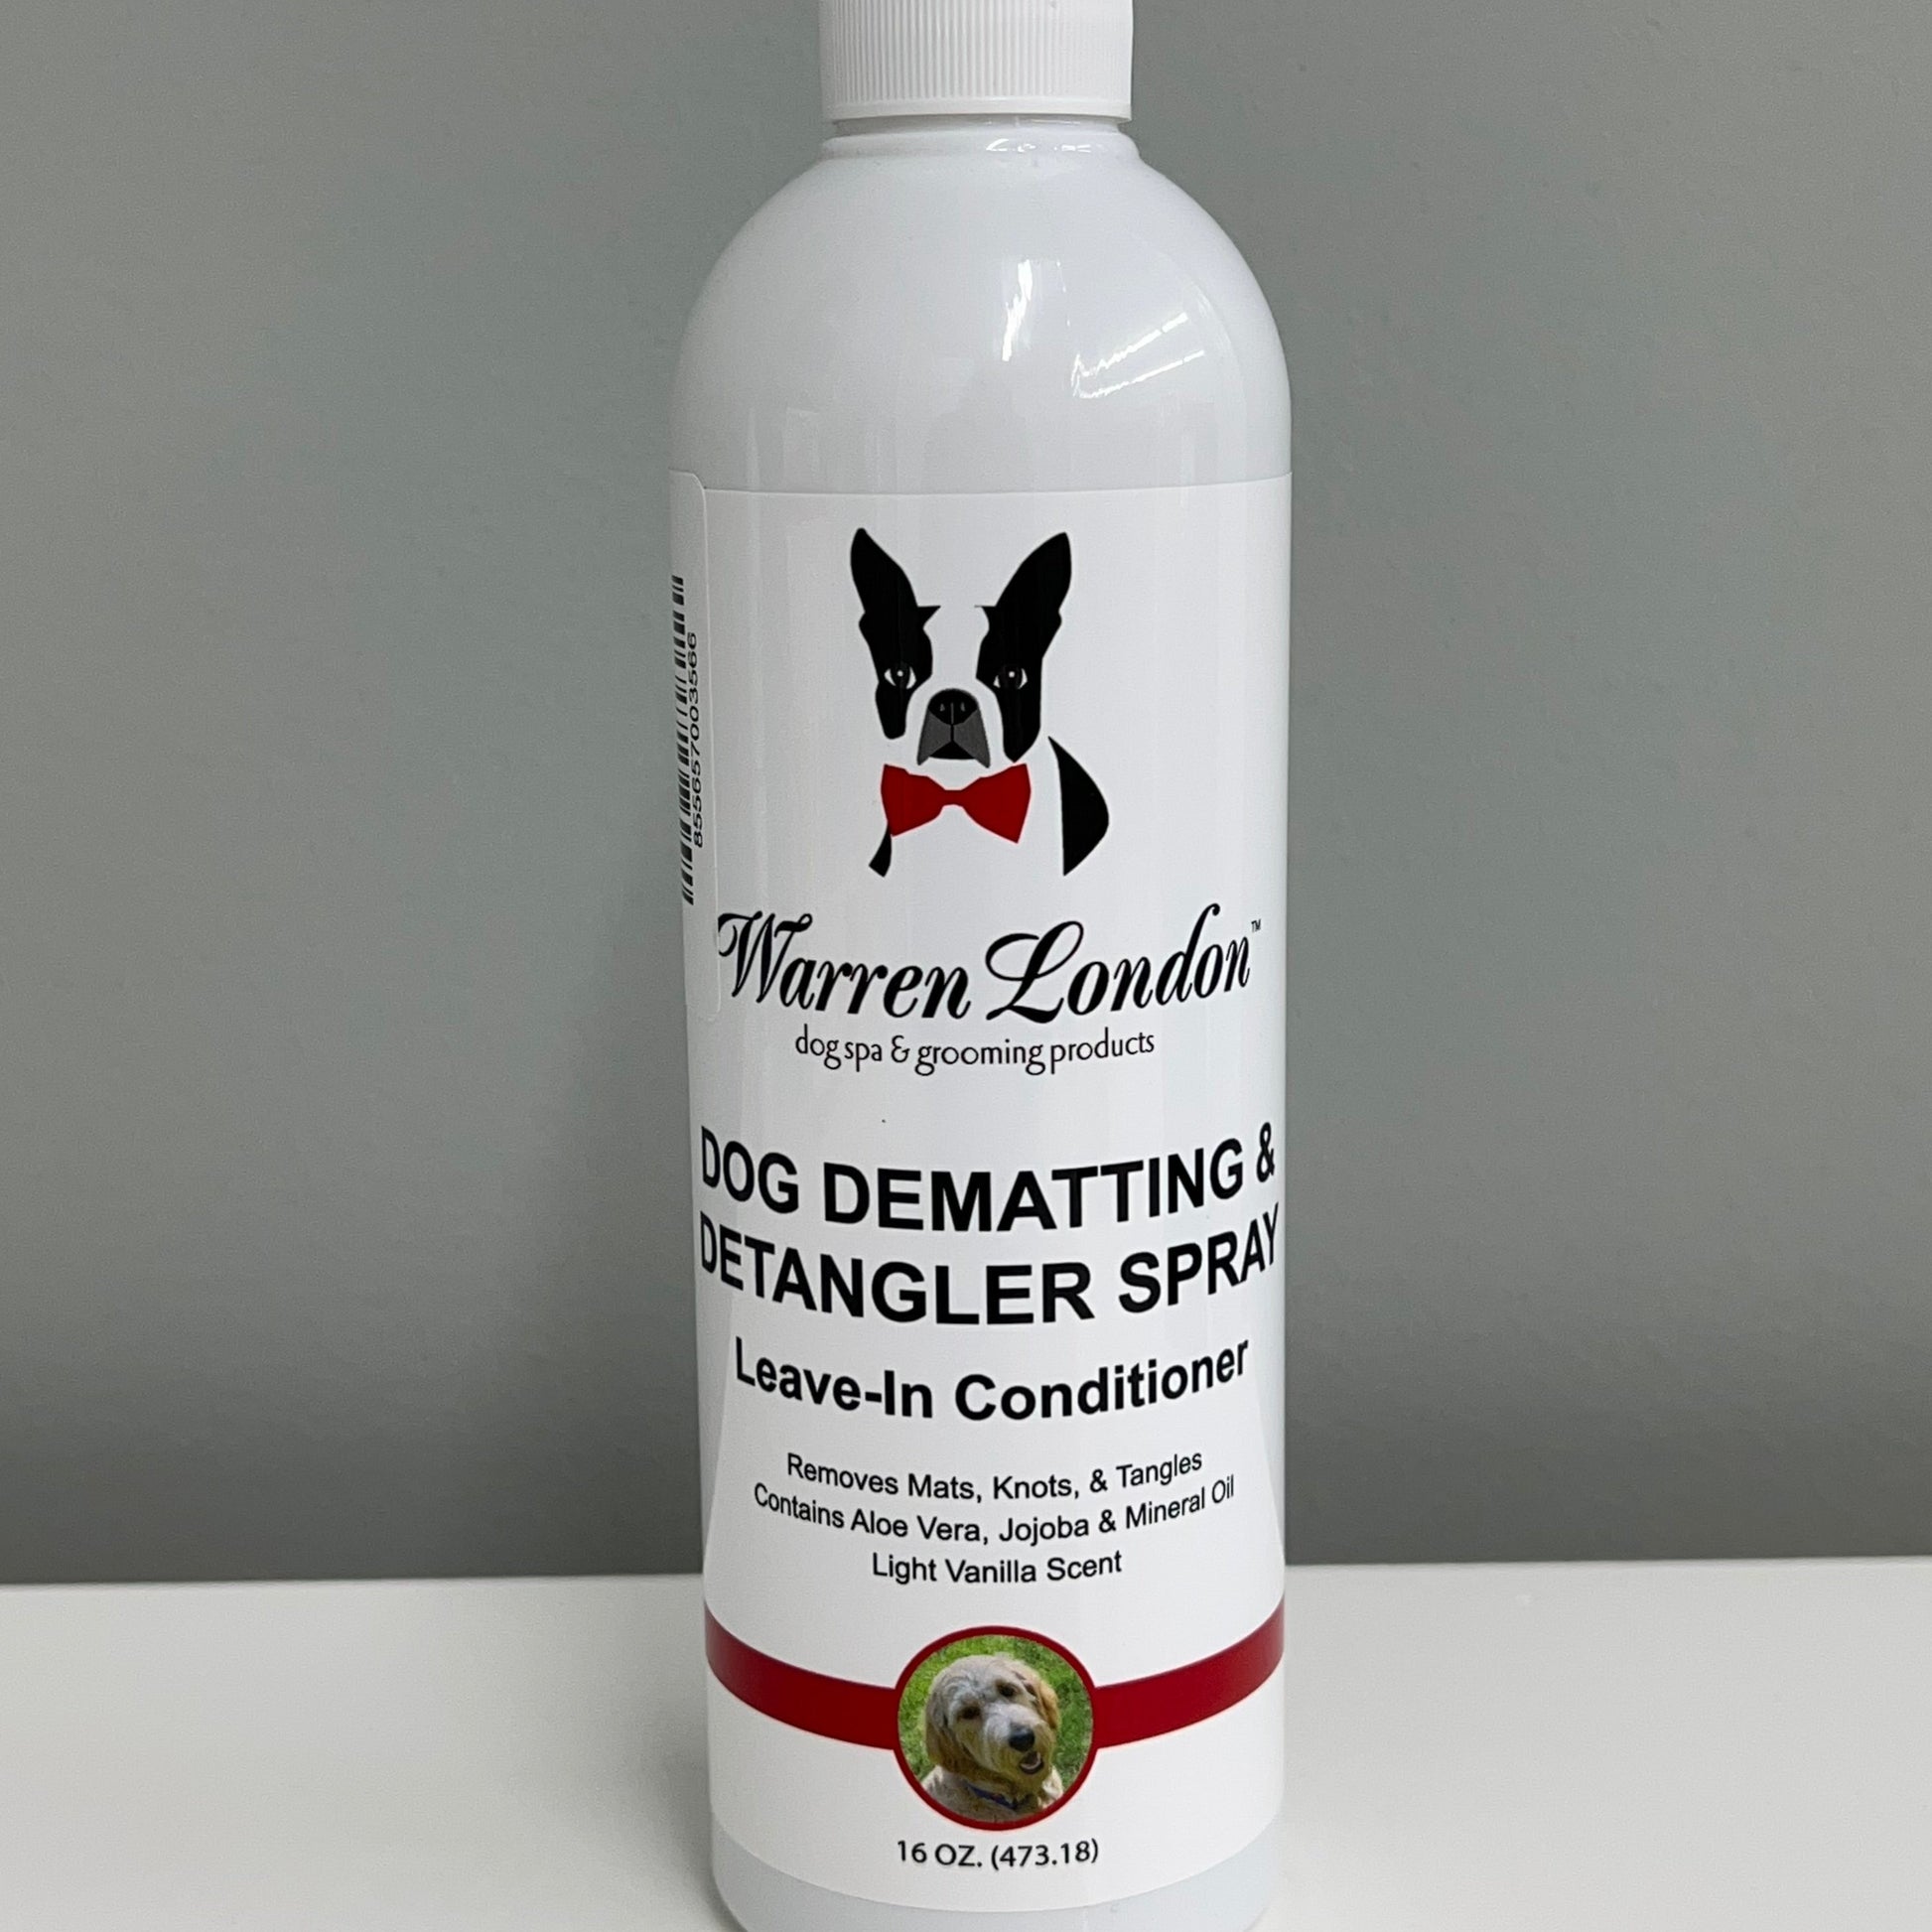 855657003566
Warren London™
dog spa & grooming products
DOG DEMATTING &
DETANGLER SPRAY
Leave-In Conditioner
Removes Mats, Knots, & Tangles
Contains Aloe Vera, Jojoba & Mineral Oil
Light Vanilla Scent
16 OZ. (473.18)